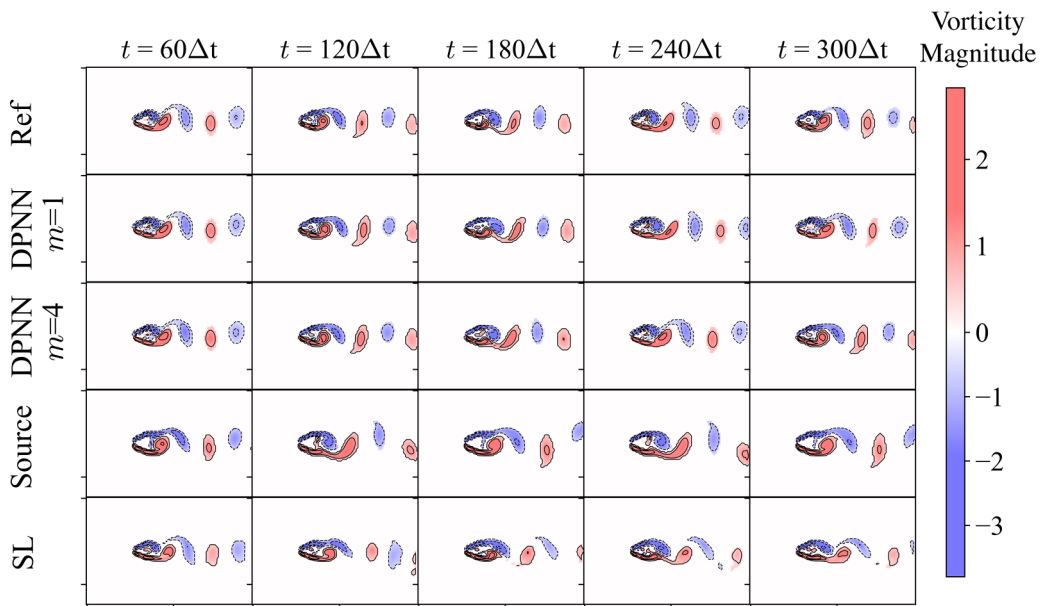 t = 60Δt
t = 120Δt
t = 180Δt
t = 240Δt
t = 300Δt
Vorticity
Magnitude
Ref
DPNN
m=1
DPNN
m=4
Source
SL
2
1
0
−1
−2
−3